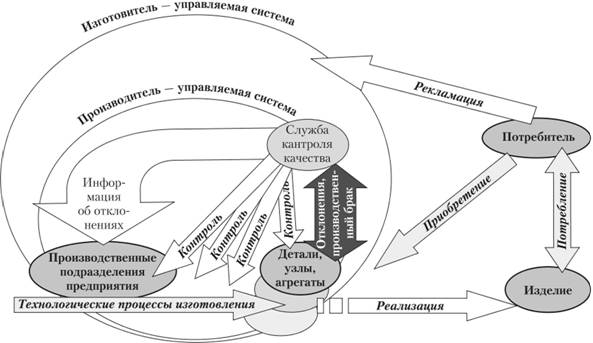 Изготовитель — управляемая система
Производитель — управляемая система
Рекламация
Служба
кантроля
качества
Потребитель
Инфор-
мация
об откло-
нениях
Контроль
Контроль
Контроль
Контроль
Отклонения,
производствен-
ный брак
Приобретение
Потребление
Производственные
подразделения
предприятия
Детали,
узлы,
агрегаты
Изделие
Технологические процессы изготовления
Реализация